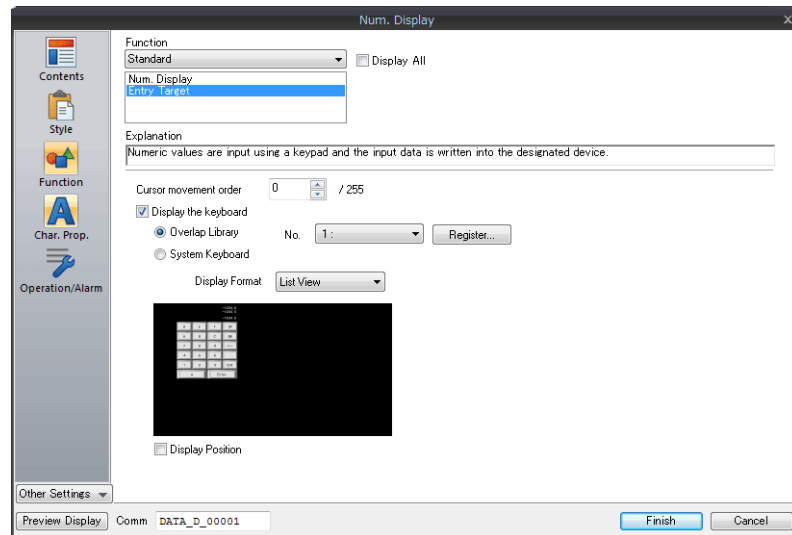 Num. Display
x
Contents
Style
Function
Char. Prop.
Operation/Alarm
Other Settings
Function
Standard
Display All
Num. Display
Entry Target
Explanation
Numeric values are input using a keypad and the input data is written into the designated device.
Cursor movement order 0 / 255
Display the keyboard
Overlap Library No. 1 : Register...
System Keyboard
Display Format List View
Display Position
Preview Display Comm DATA_D_00001 Finish Cancel